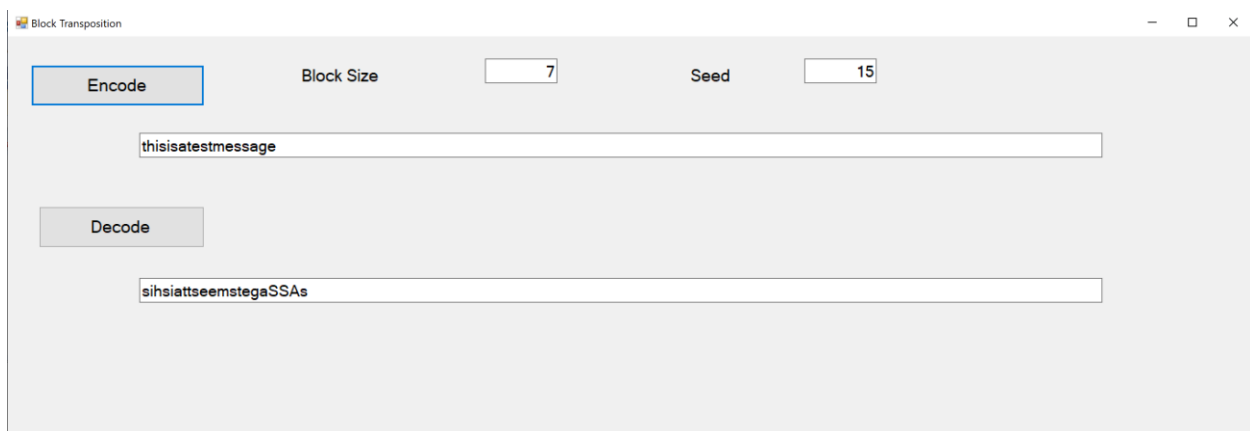 Block Transposition
Encode Block Size 7 Seed 15
thisisatestmessage
Decode
sihsiattseemstegaSSAs